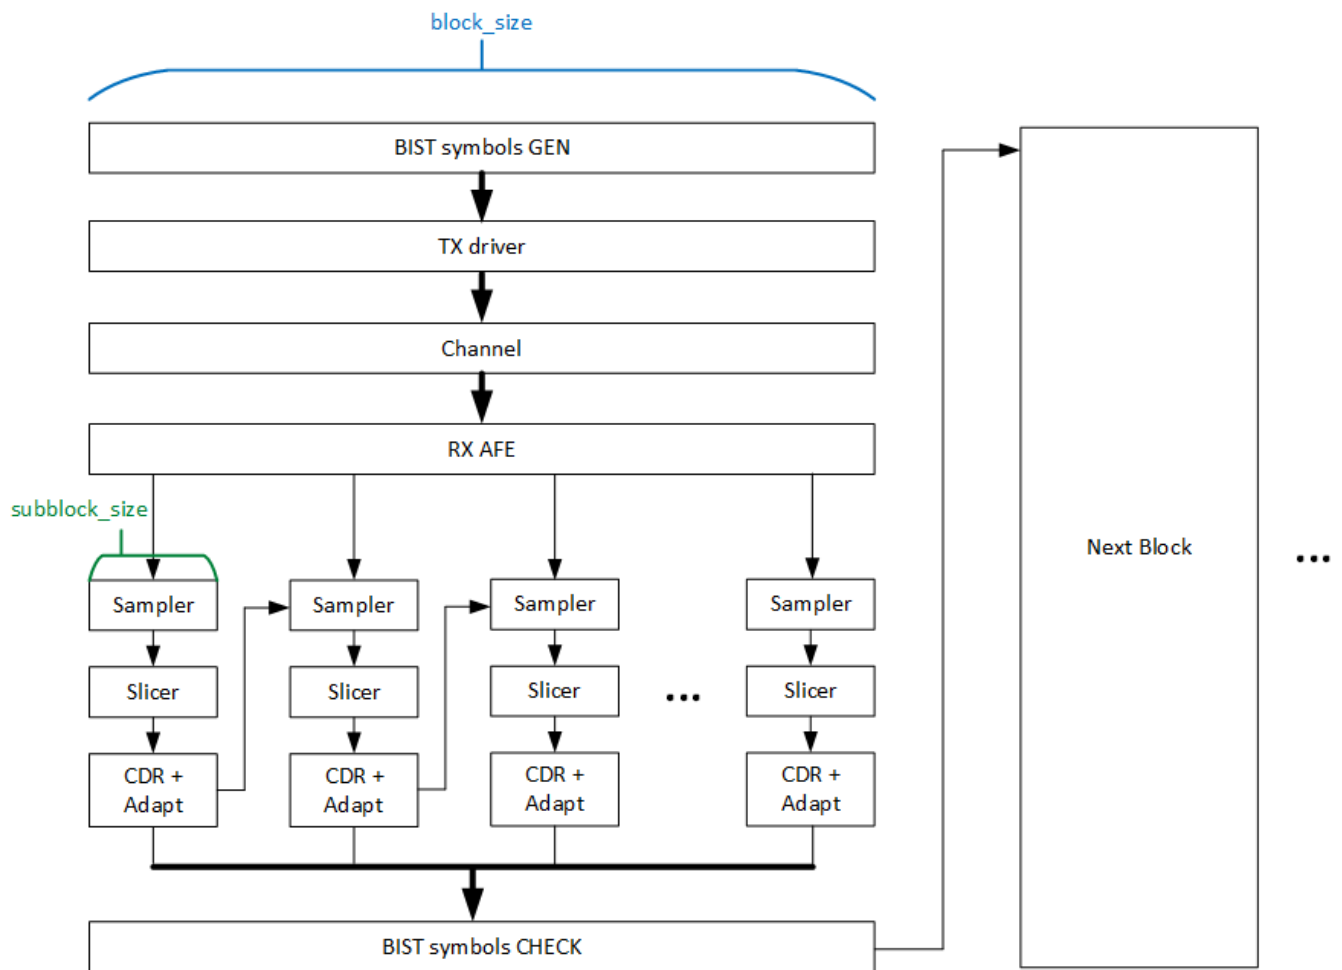 block_size
BIST symbols GEN
TX driver
Channel
RX AFE
subblock_size
Sampler
Sampler
Sampler
Sampler
Slicer
Slicer
Slicer
Slicer
CDR +
Adapt
CDR +
Adapt
CDR +
Adapt
CDR +
Adapt
...
BIST symbols CHECK
Next Block
...